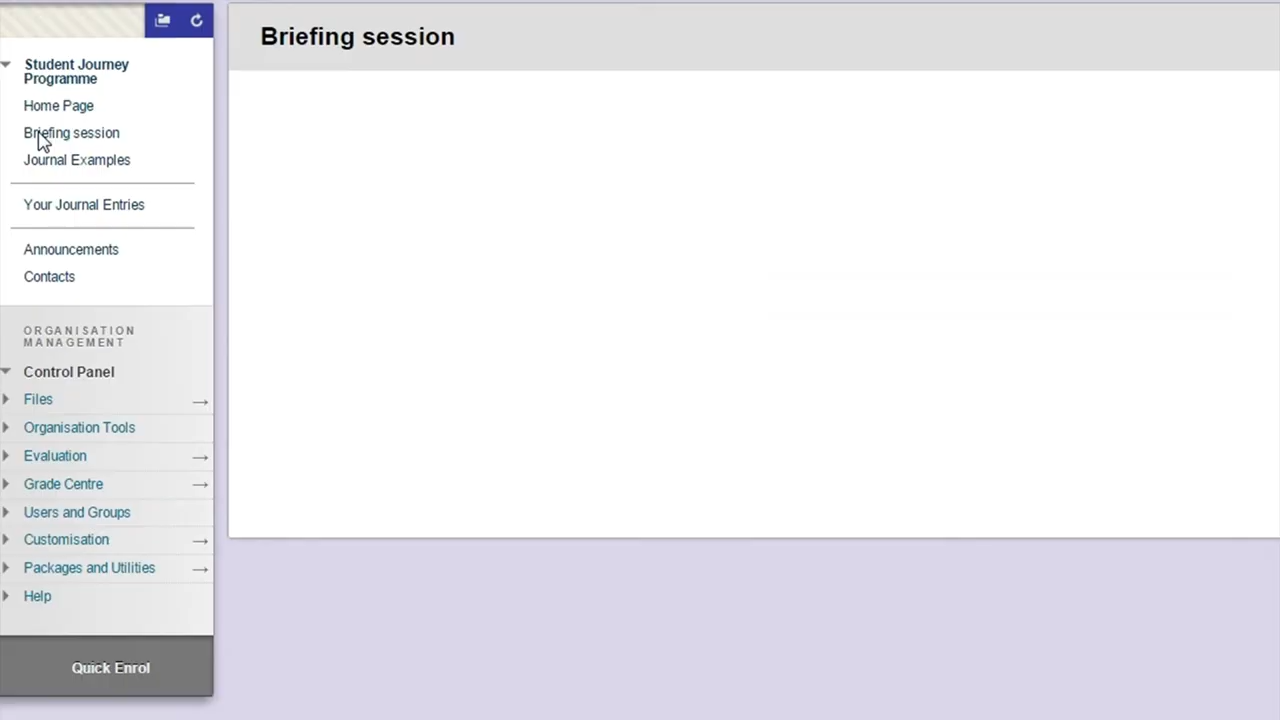 Briefing session
Student Journey
Programme
Home Page
Briefing session
Journal Examples
Your Journal Entries
Announcements
Contacts
ORGANISATION
MANAGEMENT
Control Panel
Files
Organisation Tools
Evaluation
Grade Centre
Users and Groups
Customisation
Packages and Utilities
Help
Quick Enrol